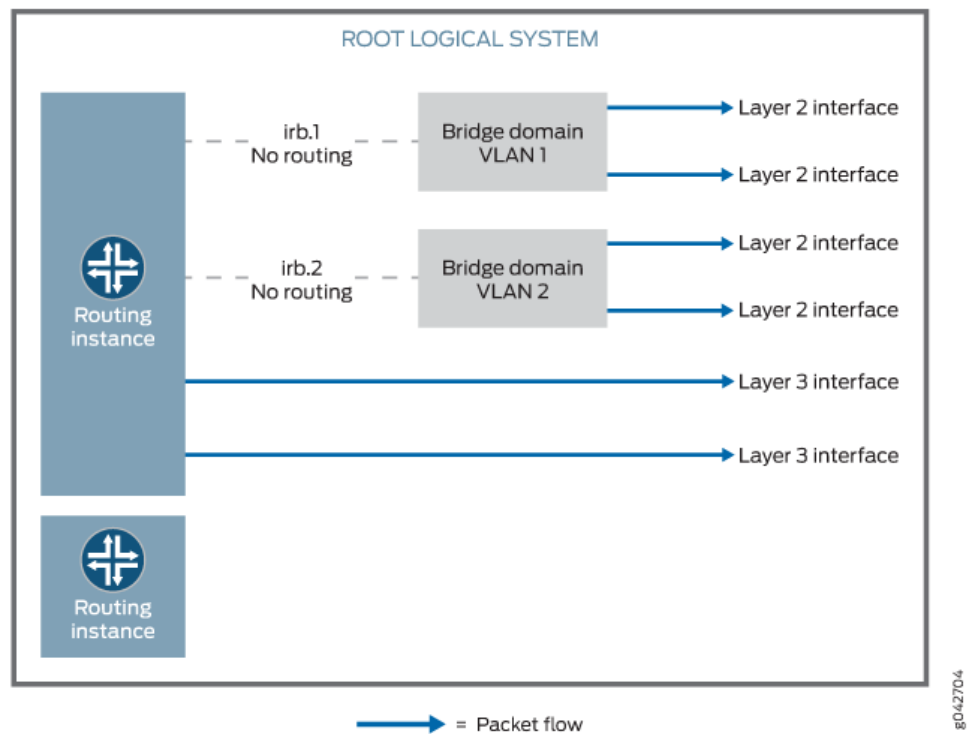 ROOT LOGICAL SYSTEM
irb.1
No routing
Bridge domain
VLAN 1
Layer 2 interface
Layer 2 interface
irb.2
No routing
Bridge domain
VLAN 2
Layer 2 interface
Layer 2 interface
Routing
instance
Layer 3 interface
Layer 3 interface
Routing
instance
= Packet flow
g042704